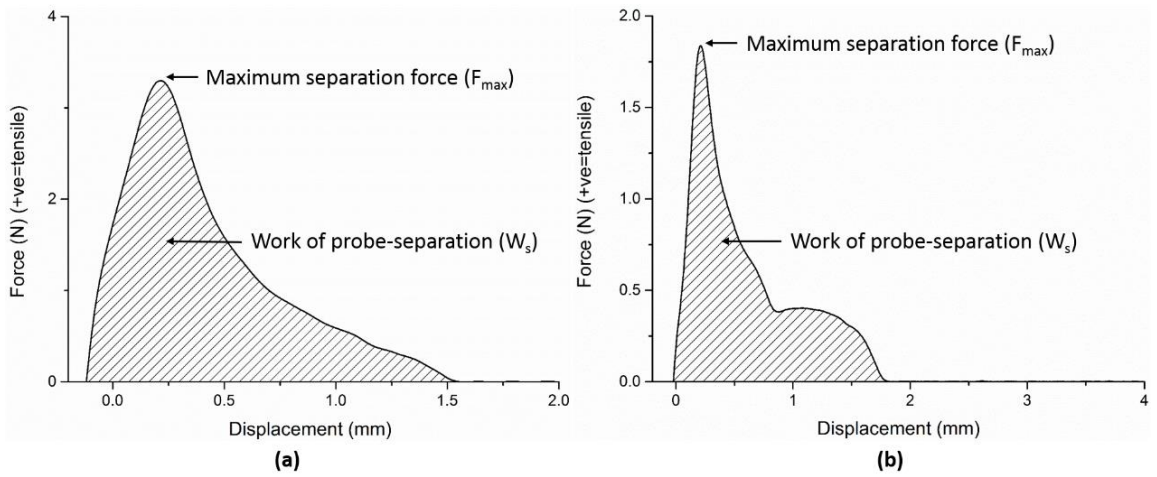 4
2
0
0.0
0.5
1.0
1.5
2.0
Force (N) (+ve=tensile)
Displacement (mm)
Maximum separation force (Fmax)
Work of probe-separation (Ws)
(a)
2.0
1.5
1.0
0.5
0.0
0
1
2
3
4
Force (N) (+ve=tensile)
Displacement (mm)
Maximum separation force (Fmax)
Work of probe-separation (Ws)
(b)